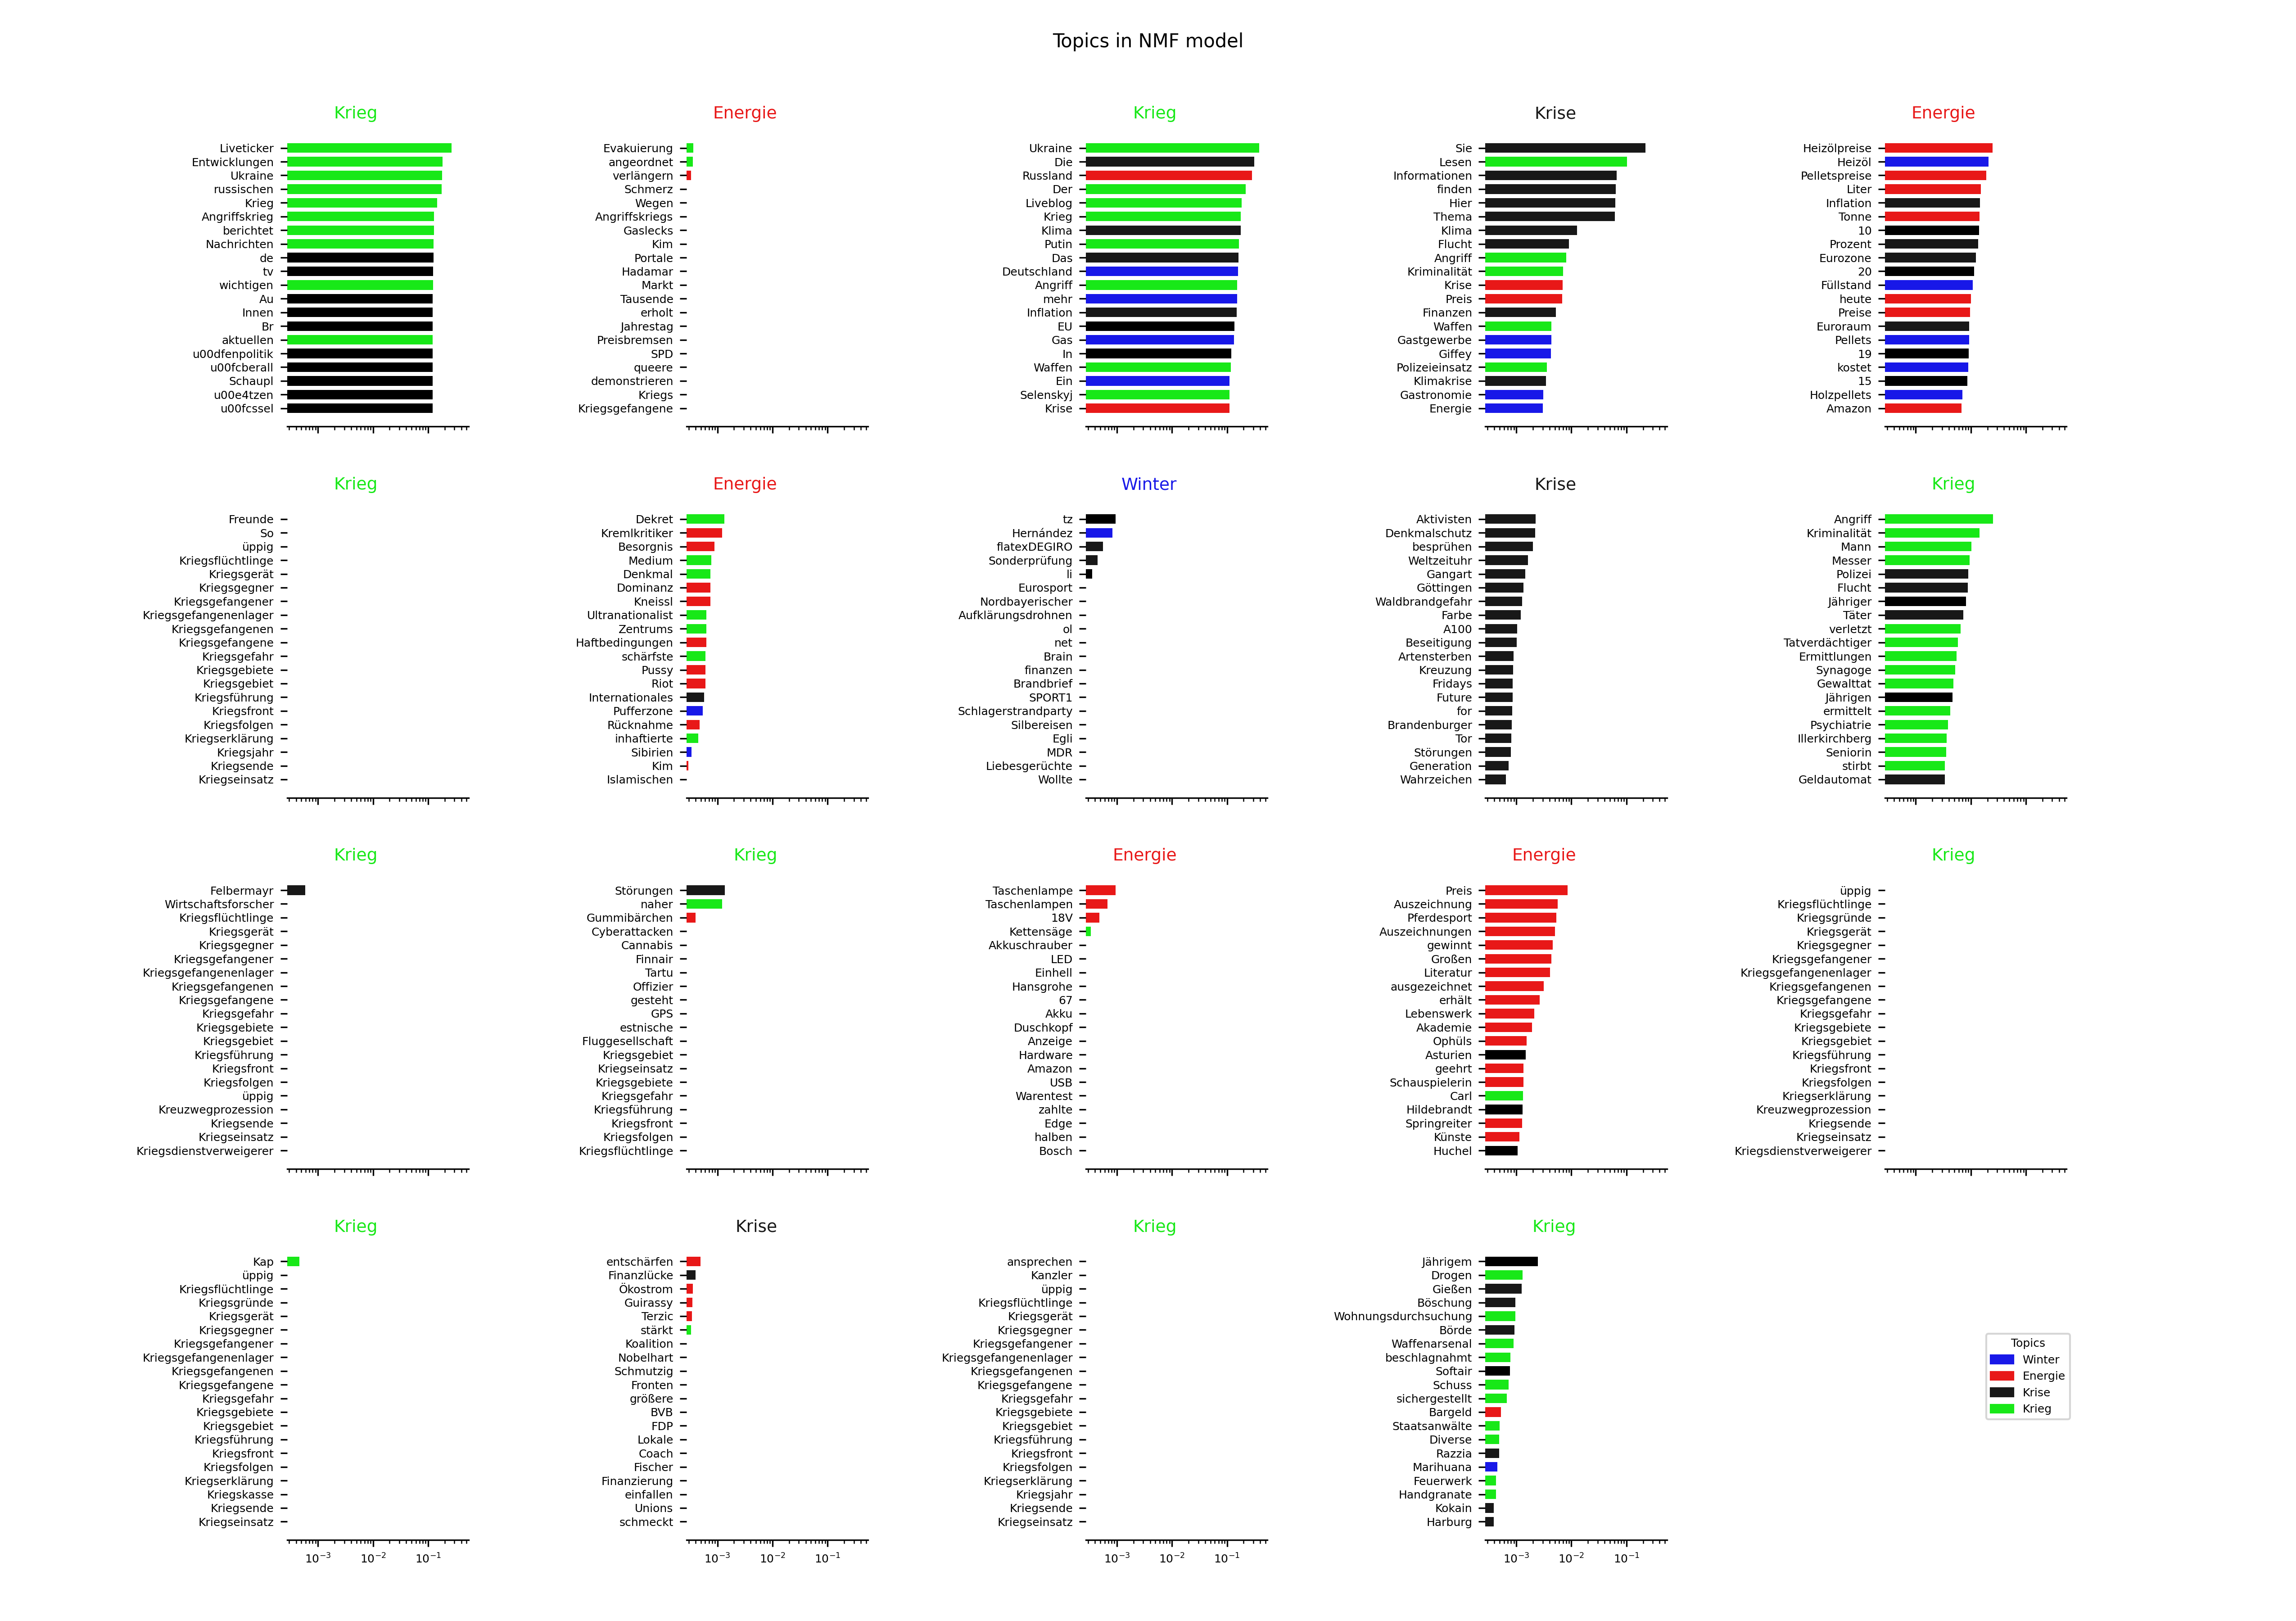 Topics in NMF model
Krieg
Liveticker
Entwicklungen
Ukraine
russischen
Krieg
Angriffskrieg
berichtet
Nachrichten
de
tv
wichtigen
Au
Innen
Br
aktuellen
u00dfenpolitik
u00fcberall
Schaupl
u00e4tzen
u00fcssel
Energie
Evakuierung
angeordnet
verlängern
Schmerz
Wegen
Angriffskriegs
Gaslecks
Kim
Portale
Hadamar
Markt
Tausende
erholt
Jahrestag
Preisbremsen
SPD
queere
demonstrieren
Kriegs
Kriegsgefangene
Krieg
Ukraine
Die
Russland
Der
Liveblog
Krieg
Klima
Putin
Das
Deutschland
Angriff
mehr
Inflation
EU
Gas
In
Waffen
Ein
Selenskyj
Krise
Krise
Sie
Lesen
Informationen
finden
Hier
Thema
Klima
Flucht
Angriff
Kriminalität
Krise
Preis
Finanzen
Waffen
Gastgewerbe
Giffey
Polizeieinsatz
Klimakrise
Gastronomie
Energie
Energie
Heizölpreise
Heizöl
Pelletspreise
Liter
Inflation
Tonne
10
Prozent
Eurozone
20
Füllstand
heute
Preise
Euroraum
Pellets
19
kostet
15
Holzpellets
Amazon
Krieg
Freunde
So
üppig
Kriegsflüchtlinge
Kriegsgerät
Kriegsgegner
Kriegsgefangener
Kriegsgefangenenlager
Kriegsgefangenen
Kriegsgefangene
Kriegsgefahr
Kriegsgebiete
Kriegsgebiet
Kriegsführung
Kriegsfront
Kriegsfolgen
Kriegserklärung
Kriegsjahr
Kriegsende
Kriegseinsatz
Energie
Dekret
Kremlkritiker
Besorgnis
Medium
Denkmal
Dominanz
Kneissl
Ultranationalist
Zentrums
Haftbedingungen
schärfste
Pussy
Riot
Internationales
Pufferzone
Rücknahme
inhaftierte
Sibirien
Kim
Islamischen
Winter
tz
Hernández
flatexDEGIRO
Sonderprüfung
li
Eurosport
Nordbayerischer
Aufklärungsdrohnen
ol
net
Brain
finanzen
Brandbrief
SPORT1
Schlagerstrandparty
Silbereisen
Egli
MDR
Liebesgerüchte
Wollte
Krise
Aktivisten
Denkmalschutz
besprühen
Weltzeituhr
Gangart
Göttingen
Waldbrandgefahr
Farbe
A100
Beseitigung
Artensterben
Kreuzung
Fridays
Future
for
Brandenburger
Tor
Störungen
Generation
Wahrzeichen
Krieg
Angriff
Kriminalität
Mann
Messer
Polizei
Flucht
Jähriger
Täter
verletzt
Tatverdächtiger
Ermittlungen
Synagoge
Gewalttat
Jährigen
ermittelt
Psychiatrie
Illerkirchberg
Seniorin
stirbt
Geldautomat
Krieg
Felbermayr
Wirtschaftsforscher
Kriegsflüchtlinge
Kriegsgerät
Kriegsgegner
Kriegsgefangener
Kriegsgefangenenlager
Kriegsgefangenen
Kriegsgefangene
Kriegsgefahr
Kriegsgebiete
Kriegsgebiet
Kriegsführung
Kriegsfront
Kriegsfolgen
üppig
Kreuzwegprozession
Kriegsende
Kriegseinsatz
Kriegsdienstverweigerer
Krieg
Störungen
naher
Gummibärchen
Cyberattacken
Cannabis
Finnair
Tartu
Offizier
gesteht
GPS
estnische
Fluggesellschaft
Kriegsgebiet
Kriegseinsatz
Kriegsgebiete
Kriegsgefahr
Kriegsführung
Kriegsfront
Kriegsfolgen
Kriegsflüchtlinge
Energie
Taschenlampe
Taschenlampen
18V
Kettensäge
Akkuschrauber
LED
Einhell
Hansgrohe
67
Akku
Duschkopf
Anzeige
Hardware
Amazon
USB
Warentest
zahlte
Edge
halben
Bosch
Energie
Preis
Auszeichnung
Pferdesport
Auszeichnungen
gewinnt
Großen
Literatur
ausgezeichnet
erhält
Lebenswerk
Akademie
Ophüls
Asturien
geehrt
Schauspielerin
Carl
Hildebrandt
Springreiter
Künste
Huchel
Krieg
üppig
Kriegsflüchtlinge
Kriegsgründe
Kriegsgerät
Kriegsgegner
Kriegsgefangener
Kriegsgefangenenlager
Kriegsgefangenen
Kriegsgefangene
Kriegsgefahr
Kriegsgebiete
Kriegsgebiet
Kriegsführung
Kriegsfront
Kriegsfolgen
Kriegserklärung
Kreuzwegprozession
Kriegsende
Kriegseinsatz
Kriegsdienstverweigerer
Krieg
Kap
üppig
Kriegsflüchtlinge
Kriegsgründe
Kriegsgerät
Kriegsgegner
Kriegsgefangener
Kriegsgefangenenlager
Kriegsgefangenen
Kriegsgefangene
Kriegsgefahr
Kriegsgebiete
Kriegsgebiet
Kriegsführung
Kriegsfront
Kriegsfolgen
Kriegserklärung
Kriegskasse
Kriegsende
Kriegseinsatz
10⁻³ 10⁻² 10⁻¹
Krise
entschärfen
Finanzlücke
Ökostrom
Guirassy
Terzic
stärkt
Koalition
Nobelhart
Schmutzig
Fronten
größere
BVB
FDP
Lokale
Coach
Fischer
Finanzierung
einfallen
Unions
schmeckt
10⁻³ 10⁻² 10⁻¹
Krieg
ansprechen
Kanzler
üppig
Kriegsflüchtlinge
Kriegsgerät
Kriegsgegner
Kriegsgefangener
Kriegsgefangenenlager
Kriegsgefangenen
Kriegsgefangene
Kriegsgefahr
Kriegsgebiete
Kriegsgebiet
Kriegsführung
Kriegsfront
Kriegsfolgen
Kriegserklärung
Kriegsjahr
Kriegsende
Kriegseinsatz
10⁻³ 10⁻² 10⁻¹
Krieg
Jährigem
Drogen
Gießen
Böschung
Wohnungsdurchsuchung
Börde
Waffenarsenal
beschlagnahmt
Softair
Schuss
sichergestellt
Bargeld
Staatsanwälte
Diverse
Razzia
Marihuana
Feuerwerk
Handgranate
Kokain
Harburg
10⁻³ 10⁻² 10⁻¹
Topics
Winter
Energie
Krise
Krieg